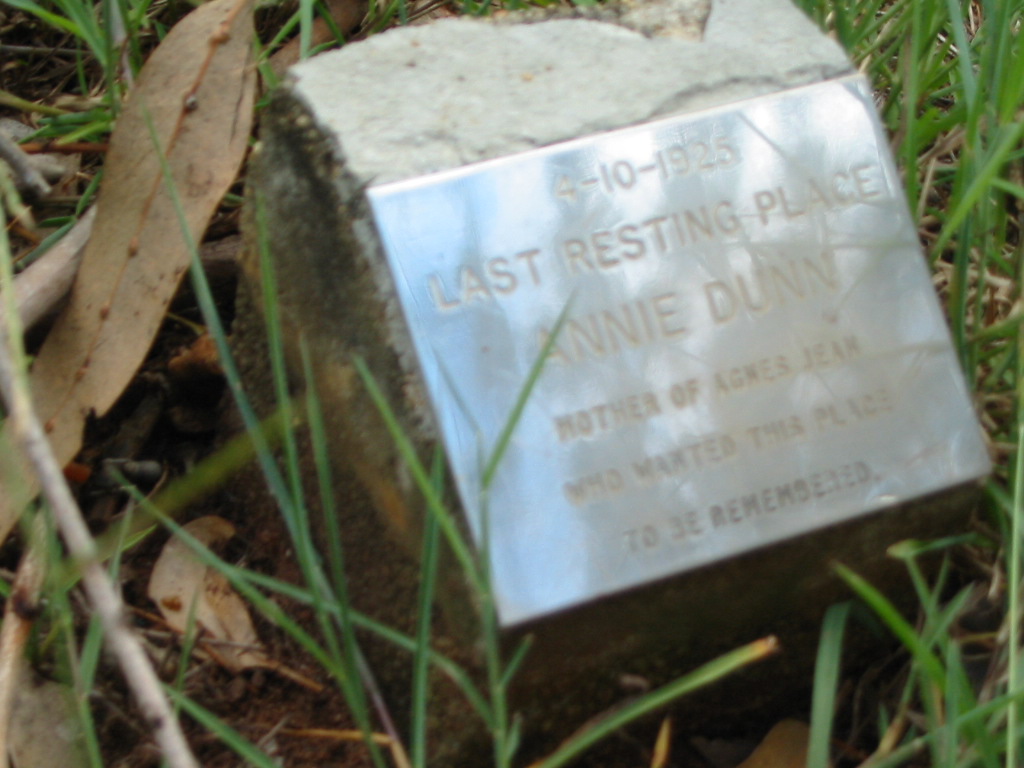 4-10-1925
LAST RESTING PLACE
ANNIE DUNN
MOTHER OF AGNES JEAN
WHO WANTED THIS PLACE
TO BE REMEMBERED.